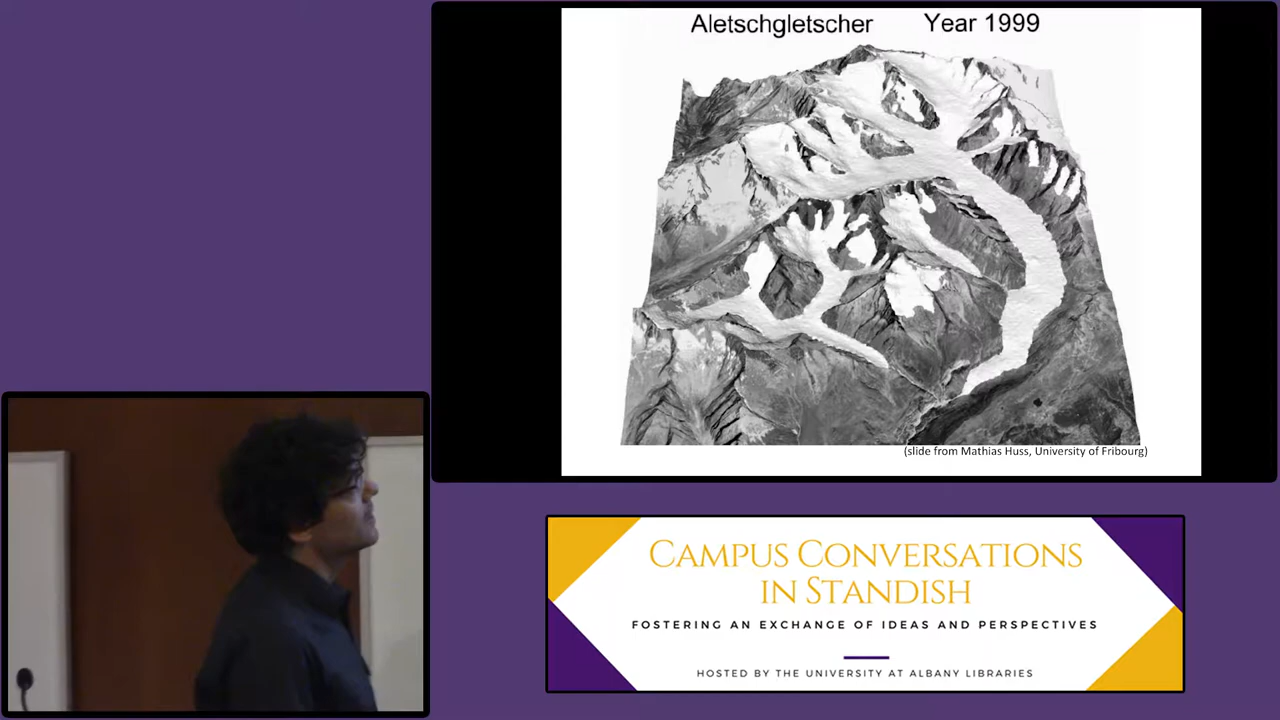 Aletschgletscher Year 1999
(slide from Mathias Huss, University of Fribourg)
CAMPUS CONVERSATIONS
IN STANDISH
FOSTERING AN EXCHANGE OF IDEAS AND PERSPECTIVES
HOSTED BY THE UNIVERSITY AT ALBANY LIBRARIES